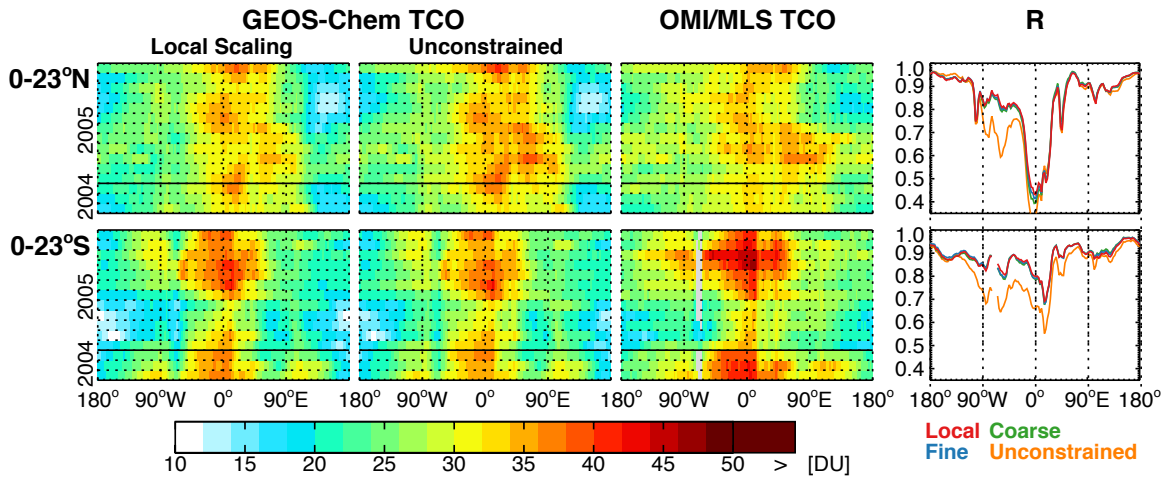 GEOS-Chem TCO OMI/MLS TCO R
Local Scaling Unconstrained
0-23°N
2005
2004
1.0
0.9
0.8
0.7
0.6
0.5
0.4
0-23°S
2005
2004
1.0
0.9
0.8
0.7
0.6
0.5
0.4
180° 90°W 0° 90°E 180° 90°W 0° 90°E 180° 90°W 0° 90°E 180° 180° 90°W 0° 90°E 180°
10 15 20 25 30 35 40 45 50 > [DU]
Local Coarse
Fine Unconstrained